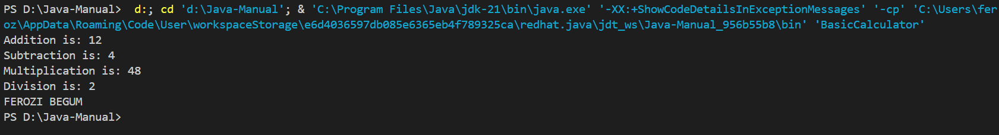 PS D:\Java-Manual>  d:; cd 'd:\Java-Manual'; & 'C:\Program Files\Java\jdk-21\bin\java.exe' '-XX:+ShowCodeDetailsInExceptionMessages' '-cp' 'C:\Users\fer
oz\AppData\Roaming\Code\User\workspaceStorage\e6d4036597db085e6365eb4f789325ca\redhat.java\jdt_ws\Java-Manual_956b55b8\bin' 'BasicCalculator'
Addition is: 12
Subtraction is: 4
Multiplication is: 48
Division is: 2
FEROZI BEGUM
PS D:\Java-Manual>